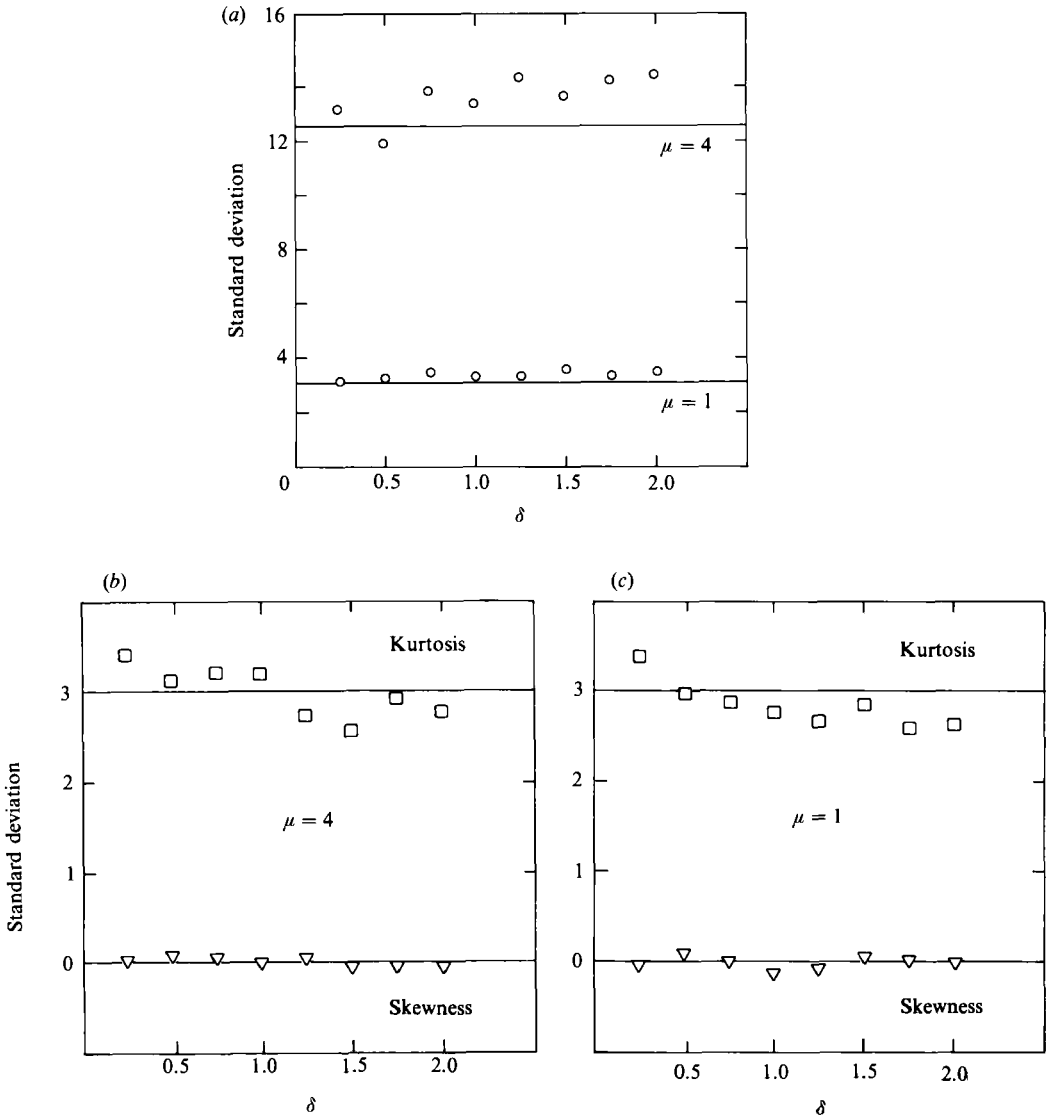 (a)
16
12
8
4
0
0.5 1.0 1.5 2.0
Standard deviation
μ = 4
μ = 1
δ
(b)
Kurtosis
3
2
1
0
μ = 4
Skewness
0.5 1.0 1.5 2.0
Standard deviation
δ
(c)
Kurtosis
3
2
1
0
μ = 1
Skewness
0.5 1.0 1.5 2.0
δ